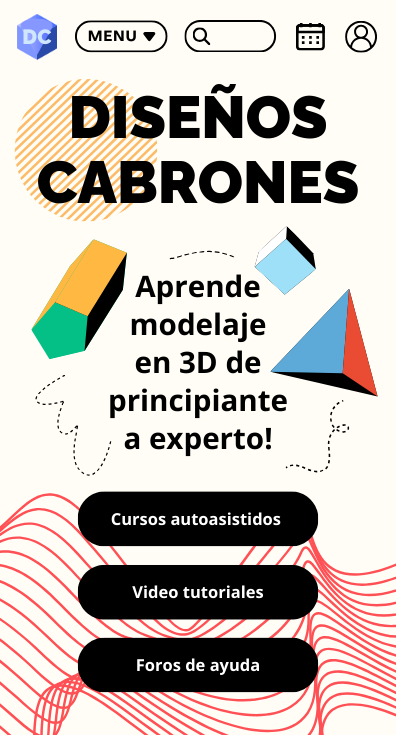 DC
MENU
DISEÑOS
CABRONES
Aprende
modelaje
en 3D de
principiante
a experto!
Cursos autoasistidos
Video tutoriales
Foros de ayuda